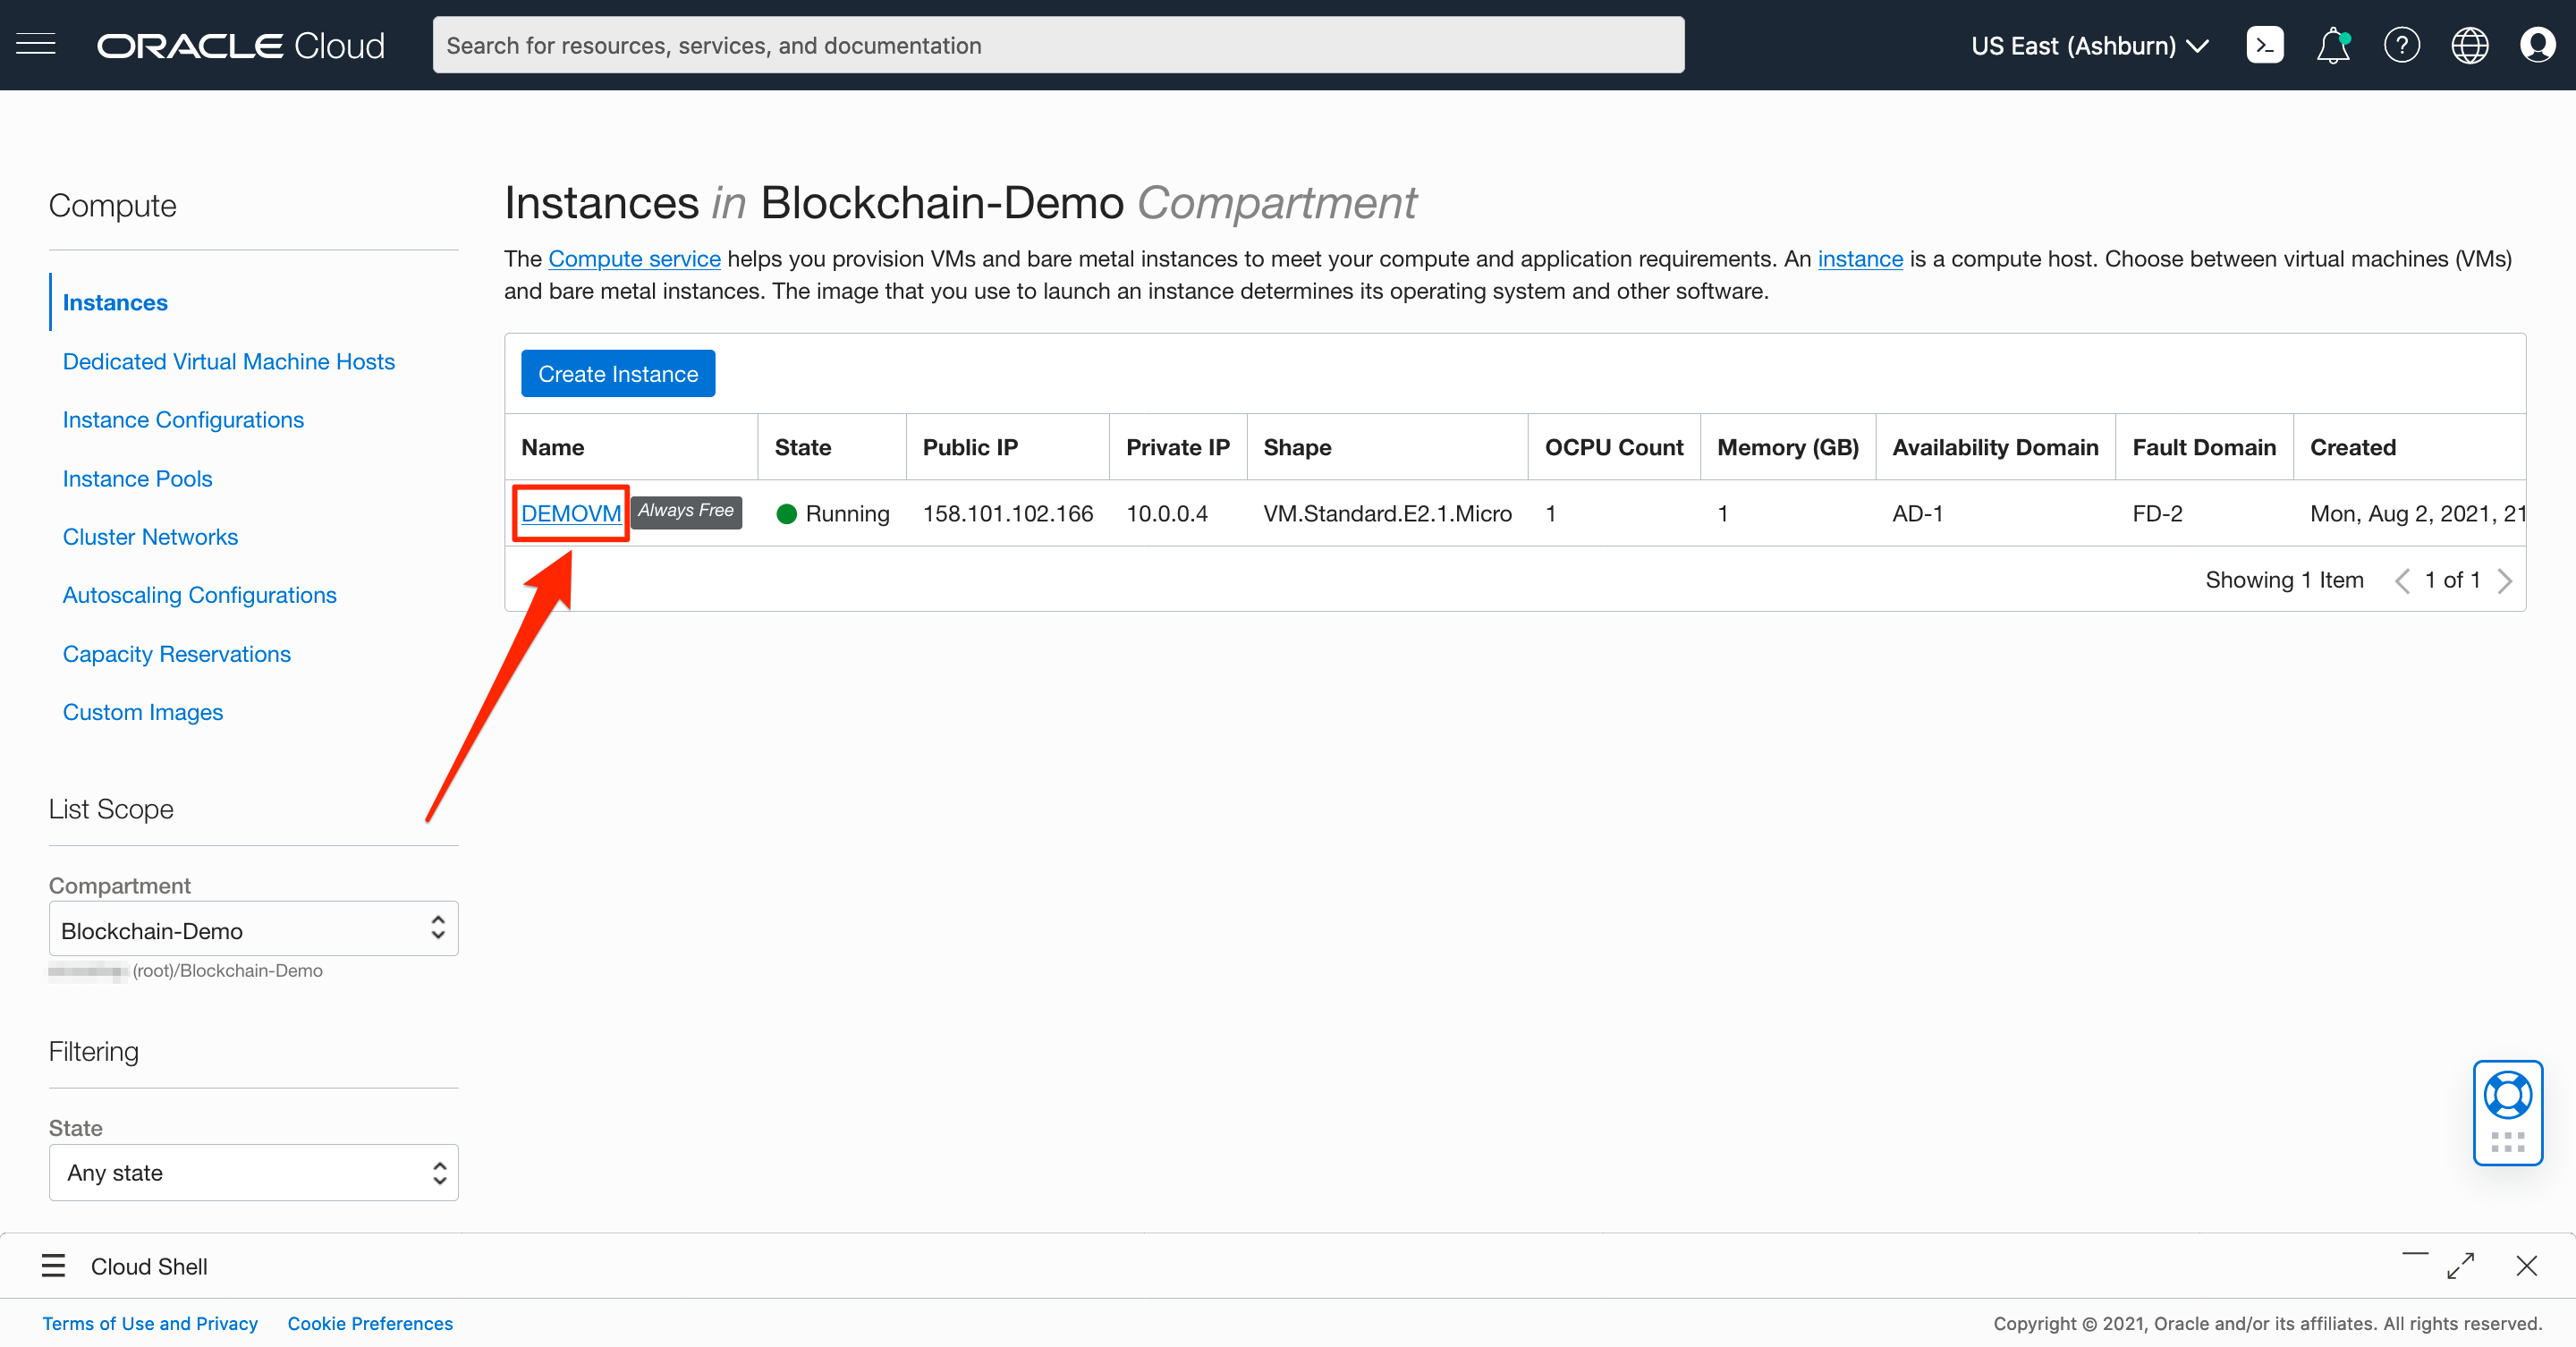 ORACLE Cloud
Search for resources, services, and documentation
US East (Ashburn)
Compute
Instances
Dedicated Virtual Machine Hosts
Instance Configurations
Instance Pools
Cluster Networks
Autoscaling Configurations
Capacity Reservations
Custom Images
List Scope
Compartment
Blockchain-Demo
(root)/Blockchain-Demo
Filtering
State
Any state
Instances in Blockchain-Demo Compartment
The Compute service helps you provision VMs and bare metal instances to meet your compute and application requirements. An instance is a compute host. Choose between virtual machines (VMs)
and bare metal instances. The image that you use to launch an instance determines its operating system and other software.
Create Instance
Name State Public IP Private IP Shape OCPU Count Memory (GB) Availability Domain Fault Domain Created
DEMOVM Always Free Running 158.101.102.166 10.0.0.4 VM.Standard.E2.1.Micro 1 1 AD-1 FD-2 Mon, Aug 2, 2021, 21
Showing 1 Item 1 of 1
Cloud Shell
Terms of Use and Privacy Cookie Preferences
Copyright © 2021, Oracle and/or its affiliates. All rights reserved.